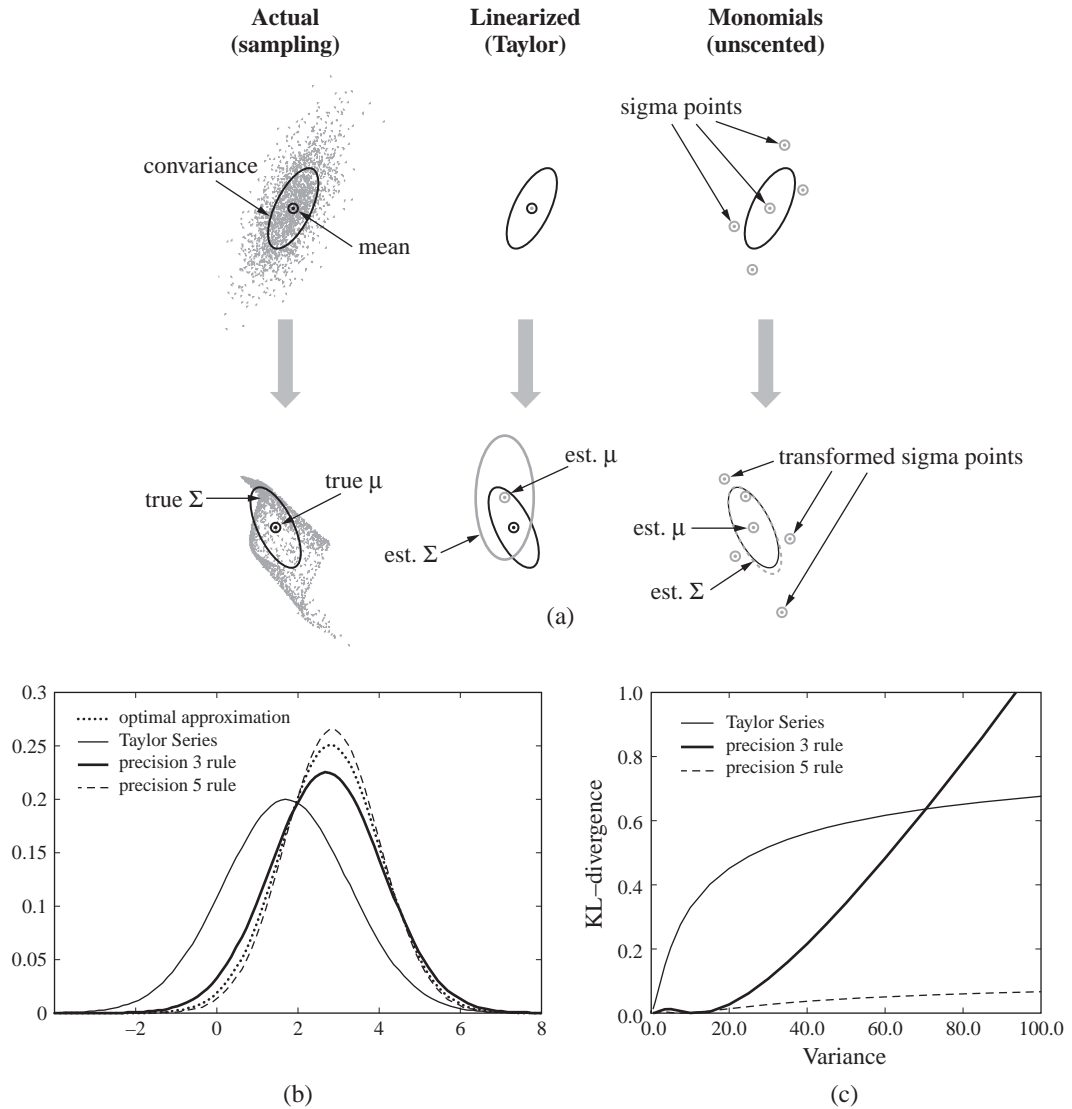 Actual
(sampling)
Linearized
(Taylor)
Monomials
(unscented)
sigma points
convariance
mean
true Σ
true μ
est. μ
est. Σ
transformed sigma points
est. μ
est. Σ
(a)
0.3
0.25
0.2
0.15
0.1
0.05
0
−2
0
2
4
6
8
optimal approximation
Taylor Series
precision 3 rule
precision 5 rule
(b)
KL–divergence
1.0
0.8
0.6
0.4
0.2
0.0
0.0
20.0
40.0
60.0
80.0
100.0
Taylor Series
precision 3 rule
precision 5 rule
Variance
(c)